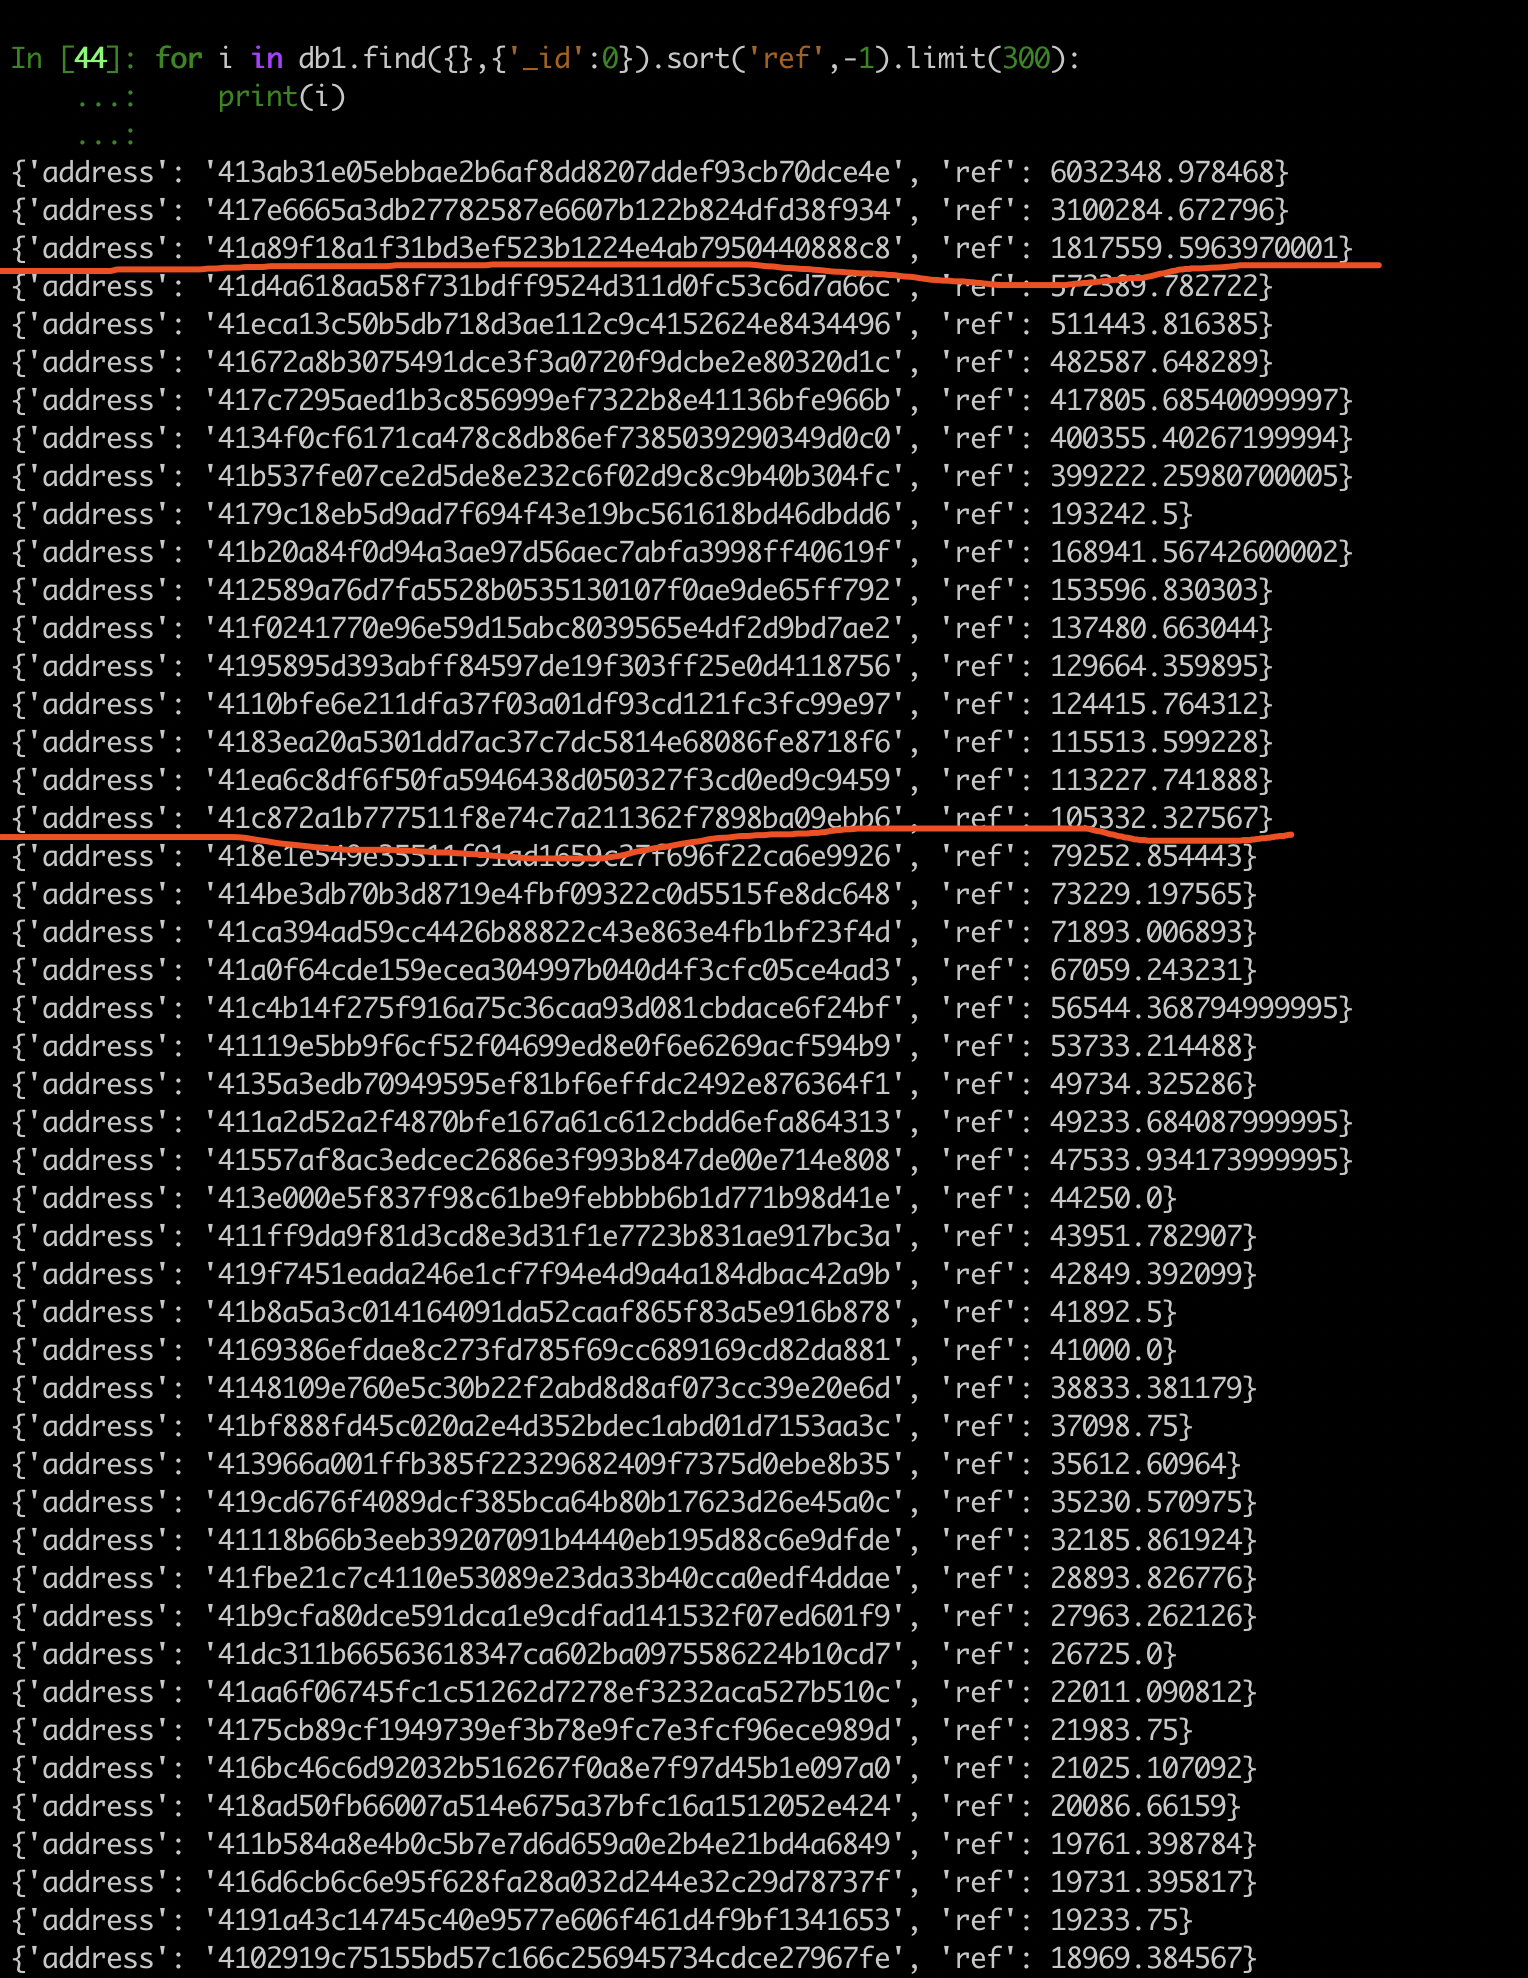 In [44]: for i in db1.find({},{'_id':0}).sort('ref',-1).limit(300):
...: print(i)
...:
{'address': '413ab31e05ebbae2b6af8dd8207ddef93cb70dce4e', 'ref': 6032348.978468}
{'address': '417e6665a3db27782587e6607b122b824dfd38f934', 'ref': 3100284.672796}
{'address': '41a89f18a1f31bd3ef523b1224e4ab7950440888c8', 'ref': 1817559.5963970001}
{'address': '41d4a618aa58f731bdff9524d311d0fc53c6d7a66c', 'ref': 572389.782722}
{'address': '41eca13c50b5db718d3ae112c9c4152624e8434496', 'ref': 511443.816385}
{'address': '41672a8b3075491dce3f3a0720f9dcbe2e80320d1c', 'ref': 482587.648289}
{'address': '417c7295aed1b3c856999ef7322b8e41136bfe966b', 'ref': 417805.68540099997}
{'address': '4134f0cf6171ca478c8db86ef7385039290349d0c0', 'ref': 400355.40267199994}
{'address': '41b537fe07ce2d5de8e232c6f02d9c8c9b40b304fc', 'ref': 399222.25980700005}
{'address': '4179c18eb5d9ad7f694f43e19bc561618bd46dbdd6', 'ref': 193242.5}
{'address': '41b20a84f0d94a3ae97d56aec7abfa3998ff40619f', 'ref': 168941.56742600002}
{'address': '412589a76d7fa5528b0535130107f0ae9de65ff792', 'ref': 153596.830303}
{'address': '41f0241770e96e59d15abc8039565e4df2d9bd7ae2', 'ref': 137480.663044}
{'address': '4195895d393abff84597de19f303ff25e0d4118756', 'ref': 129664.359895}
{'address': '4110bfe6e211dfa37f03a01df93cd121fc3fc99e97', 'ref': 124415.764312}
{'address': '4183ea20a5301dd7ac37c7dc5814e68086fe8718f6', 'ref': 115513.599228}
{'address': '41ea6c8df6f50fa5946438d050327f3cd0ed9c9459', 'ref': 113227.741888}
{'address': '41c872a1b777511f8e74c7a211362f7898ba09ebb6', 'ref': 105332.327567}
{'address': '418e1e549e35511f91ad1659c27f696f22ca6e9926', 'ref': 79252.854443}
{'address': '414be3db70b3d8719e4fbf09322c0d5515fe8dc648', 'ref': 73229.197565}
{'address': '41ca394ad59cc4426b88822c43e863e4fb1bf23f4d', 'ref': 71893.006893}
{'address': '41a0f64cde159ecea304997b040d4f3cfc05ce4ad3', 'ref': 67059.243231}
{'address': '41c4b14f275f916a75c36caa93d081cbdace6f24bf', 'ref': 56544.368794999995}
{'address': '41119e5bb9f6cf52f04699ed8e0f6e6269acf594b9', 'ref': 53733.214488}
{'address': '4135a3edb70949595ef81bf6effdc2492e876364f1', 'ref': 49734.325286}
{'address': '411a2d52a2f4870bfe167a61c612cbdd6efa864313', 'ref': 49233.684087999995}
{'address': '41557af8ac3edcec2686e3f993b847de00e714e808', 'ref': 47533.934173999995}
{'address': '413e000e5f837f98c61be9febbbb6b1d771b98d41e', 'ref': 44250.0}
{'address': '411ff9da9f81d3cd8e3d31f1e7723b831ae917bc3a', 'ref': 43951.782907}
{'address': '419f7451eada246e1cf7f94e4d9a4a184dbac42a9b', 'ref': 42849.392099}
{'address': '41b8a5a3c014164091da52caaf865f83a5e916b878', 'ref': 41892.5}
{'address': '4169386efdae8c273fd785f69cc689169cd82da881', 'ref': 41000.0}
{'address': '4148109e760e5c30b22f2abd8d8af073cc39e20e6d', 'ref': 38833.381179}
{'address': '41bf888fd45c020a2e4d352bdec1abd01d7153aa3c', 'ref': 37098.75}
{'address': '413966a001ffb385f22329682409f7375d0ebe8b35', 'ref': 35612.60964}
{'address': '419cd676f4089dcf385bca64b80b17623d26e45a0c', 'ref': 35230.570975}
{'address': '41118b66b3eeb39207091b4440eb195d88c6e9dfde', 'ref': 32185.861924}
{'address': '41fbe21c7c4110e53089e23da33b40cca0edf4ddae', 'ref': 28893.826776}
{'address': '41b9cfa80dce591dca1e9cdfad141532f07ed601f9', 'ref': 27963.262126}
{'address': '41dc311b66563618347ca602ba0975586224b10cd7', 'ref': 26725.0}
{'address': '41aa6f06745fc1c51262d7278ef3232aca527b510c', 'ref': 22011.090812}
{'address': '4175cb89cf1949739ef3b78e9fc7e3fcf96ece989d', 'ref': 21983.75}
{'address': '416bc46c6d92032b516267f0a8e7f97d45b1e097a0', 'ref': 21025.107092}
{'address': '418ad50fb66007a514e675a37bfc16a1512052e424', 'ref': 20086.66159}
{'address': '411b584a8e4b0c5b7e7d6d659a0e2b4e21bd4a6849', 'ref': 19761.398784}
{'address': '416d6cb6c6e95f628fa28a032d244e32c29d78737f', 'ref': 19731.395817}
{'address': '4191a43c14745c40e9577e606f461d4f9bf1341653', 'ref': 19233.75}
{'address': '4102919c75155bd57c166c256945734cdce27967fe', 'ref': 18969.384567}